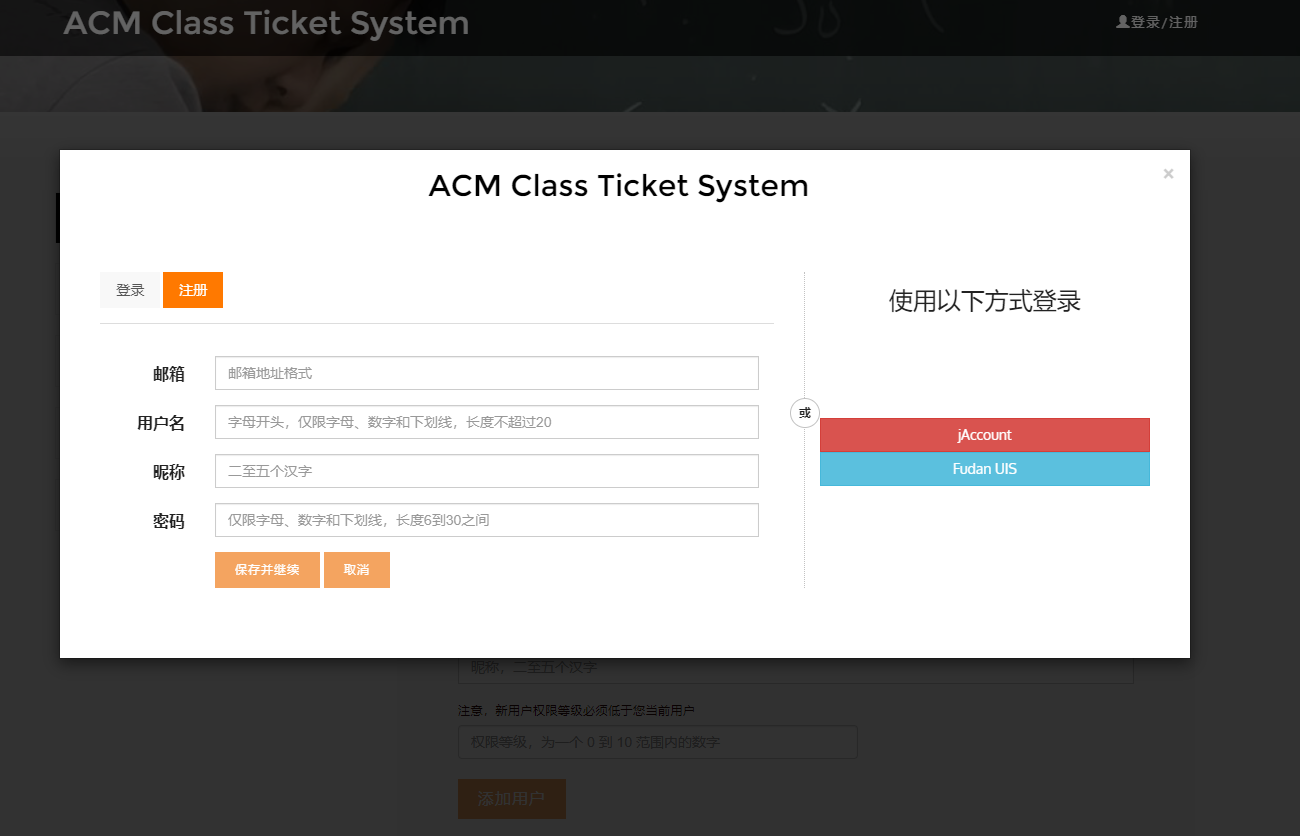 ACM Class Ticket System
登录/注册
ACM Class Ticket System
×
登录
注册
使用以下方式登录
邮箱
邮箱地址格式
用户名
字母开头，仅限字母、数字和下划线，长度不超过20
或
jAccount
昵称
二至五个汉字
Fudan UIS
密码
仅限字母、数字和下划线，长度6到30之间
保存并继续
取消
昵称，二至五个汉字
注意，新用户权限等级必须低于您当前用户
权限等级，为一个 0 到 10 范围内的数字
添加用户